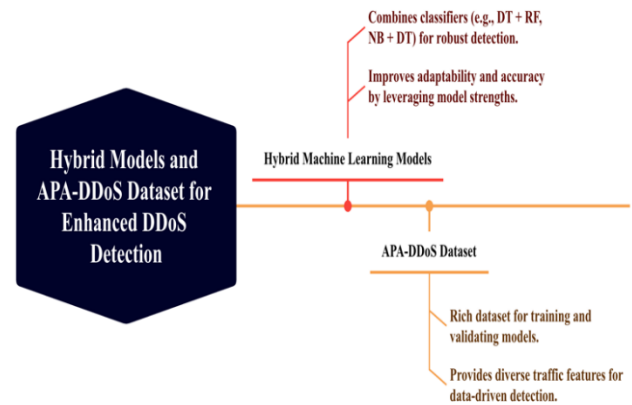 Combines classifiers (e.g., DT + RF,
NB + DT) for robust detection.
Improves adaptability and accuracy
by leveraging model strengths.
Hybrid Models and
APA-DDoS Dataset for
Enhanced DDoS
Detection
Hybrid Machine Learning Models
APA-DDoS Dataset
Rich dataset for training and
validating models.
Provides diverse traffic features for
data-driven detection.